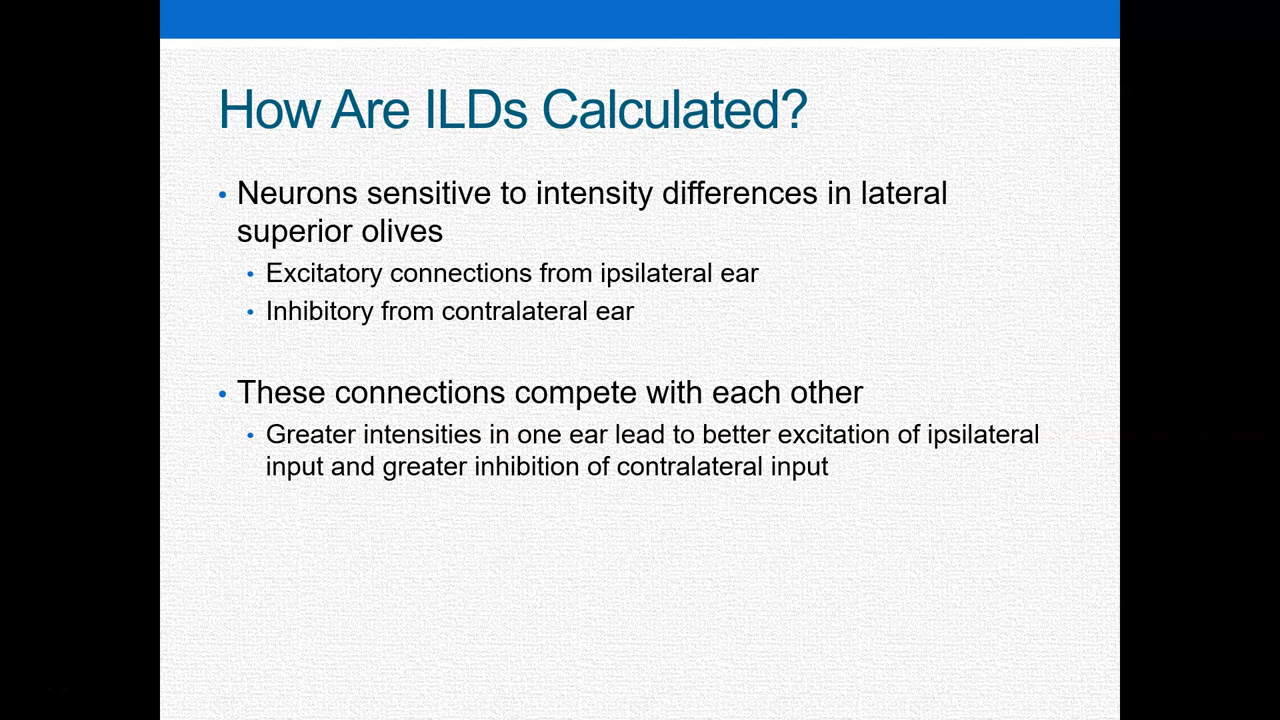 How Are ILDs Calculated?
• Neurons sensitive to intensity differences in lateral
superior olives
• Excitatory connections from ipsilateral ear
• Inhibitory from contralateral ear
• These connections compete with each other
• Greater intensities in one ear lead to better excitation of ipsilateral
input and greater inhibition of contralateral input